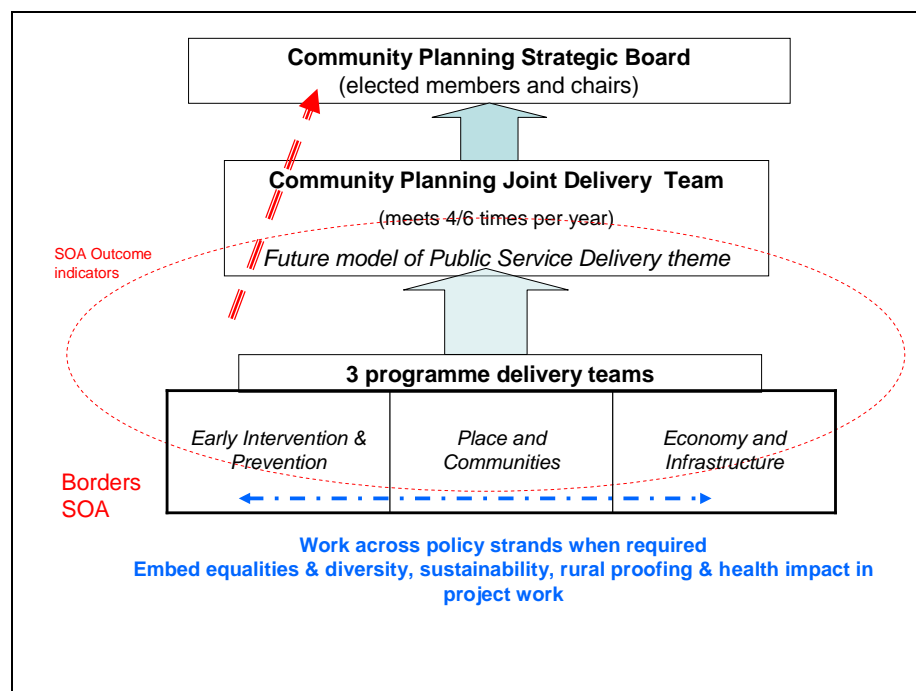 Community Planning Strategic Board
(elected members and chairs)
Community Planning Joint Delivery Team
(meets 4/6 times per year)
Future model of Public Service Delivery theme
SOA Outcome
indicators
3 programme delivery teams
Early Intervention &
Prevention
Place and
Communities
Economy and
Infrastructure
Borders
SOA
Work across policy strands when required
Embed equalities & diversity, sustainability, rural proofing & health impact in
project work